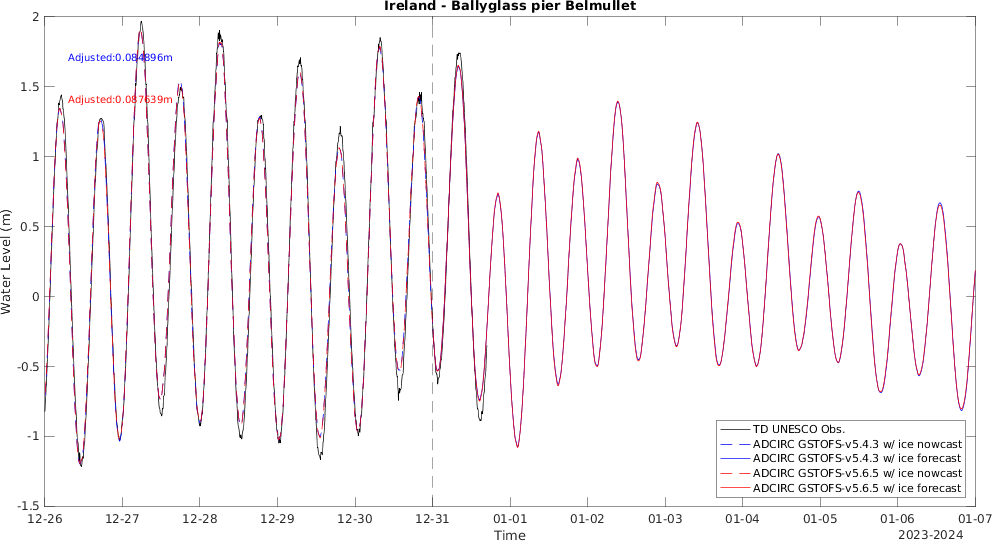 Ireland - Ballyglass pier Belmullet
Water Level (m)
2
1.5
1
0.5
0
-0.5
-1
-1.5
Adjusted:0.084896m
Adjusted:0.087639m
TD UNESCO Obs.
ADCIRC GSTOFS-v5.4.3 w/ ice nowcast
ADCIRC GSTOFS-v5.4.3 w/ ice forecast
ADCIRC GSTOFS-v5.6.5 w/ ice nowcast
ADCIRC GSTOFS-v5.6.5 w/ ice forecast
12-26 12-27 12-28 12-29 12-30 12-31 01-01 01-02 01-03 01-04 01-05 01-06 01-07
Time
2023-2024